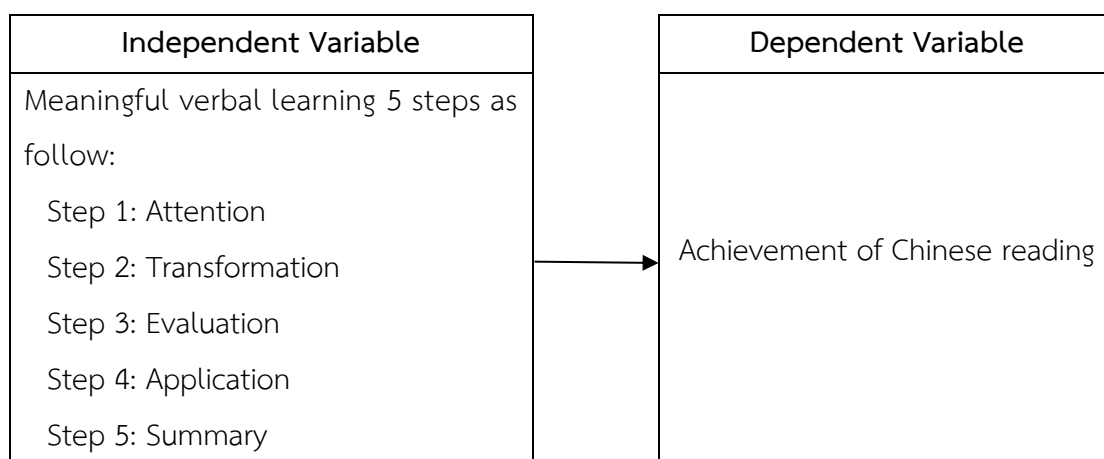 Independent Variable
Meaningful verbal learning 5 steps as
follow:
Step 1: Attention
Step 2: Transformation
Step 3: Evaluation
Step 4: Application
Step 5: Summary
Dependent Variable
Achievement of Chinese reading